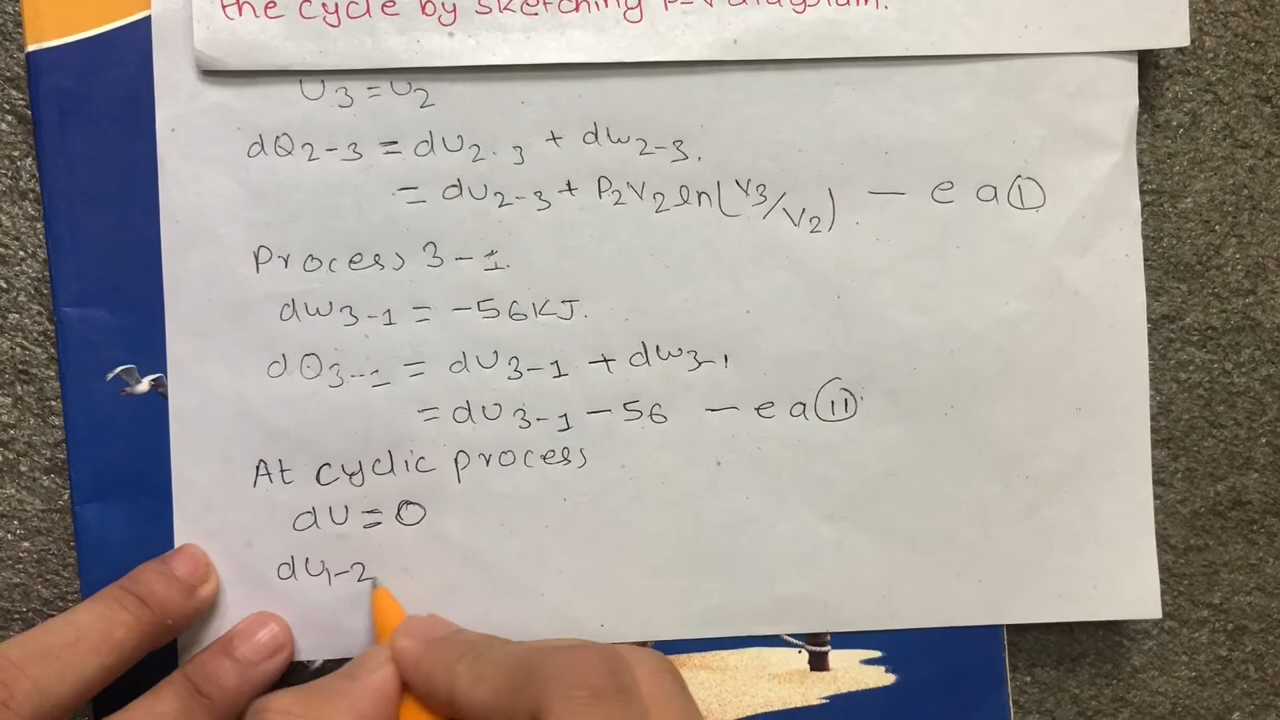 the cycle by sketching P-V diagram.
U3 = U2
dQ2-3 = dU2-3 + dw2-3.
= dU2-3 + P2V2 ln(V3/V2). — eq ①
Process 3-1.
dw3-1 = -56KJ.
dQ3-1 = dU3-1 + dw3-1
= dU3-1 - 56 — eq ⑪
At cyclic process
dU = 0
dU1-2